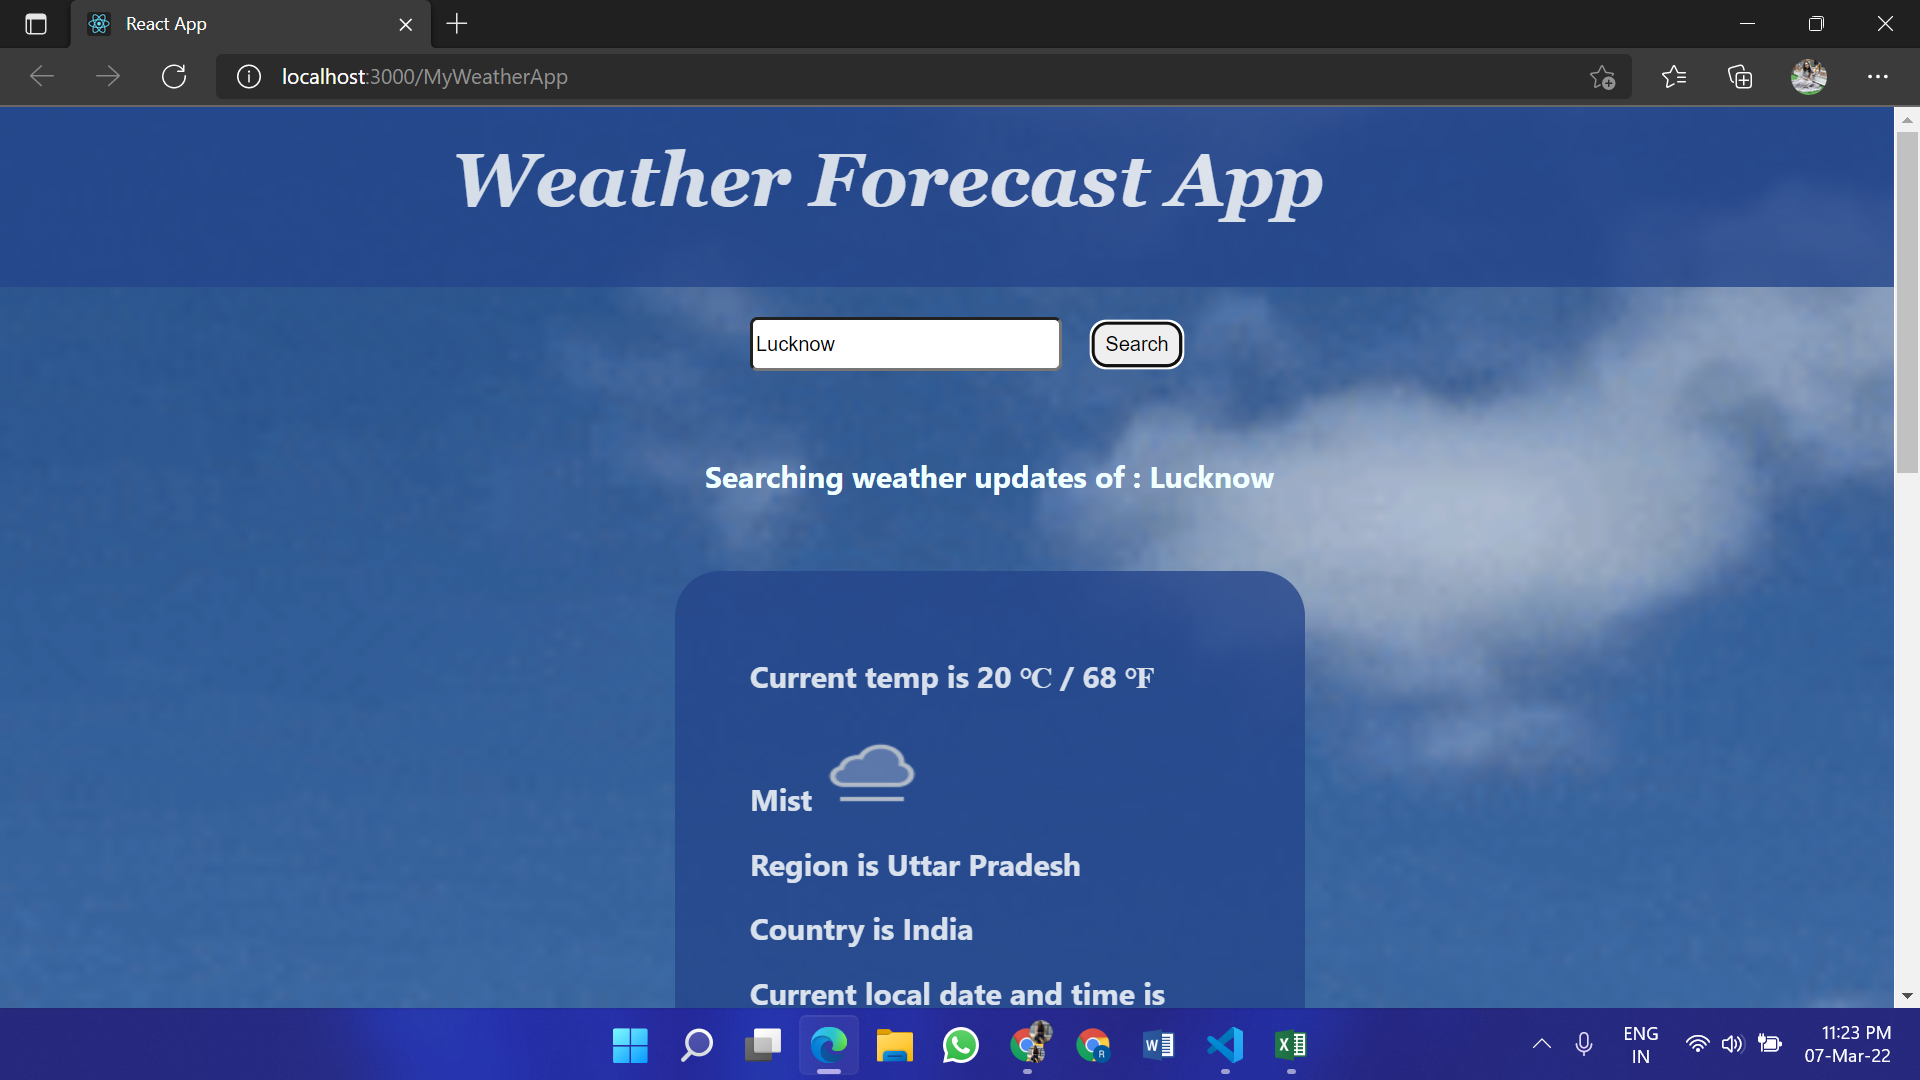 React App
localhost:3000/MyWeatherApp
Weather Forecast App
Lucknow
Search
Searching weather updates of : Lucknow
Current temp is 20 ℃ / 68 ℉
Mist
Region is Uttar Pradesh
Country is India
Current local date and time is
R
W
X
ENG
IN
11:23 PM
07-Mar-22